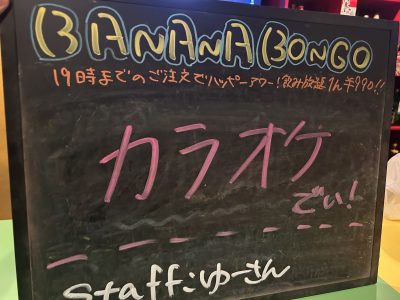 BANANA BONGO
19時までのご注文でハッピーアワー！飲み放題1h¥990！！
カラオケ
でい！
Staff：ゆーさん